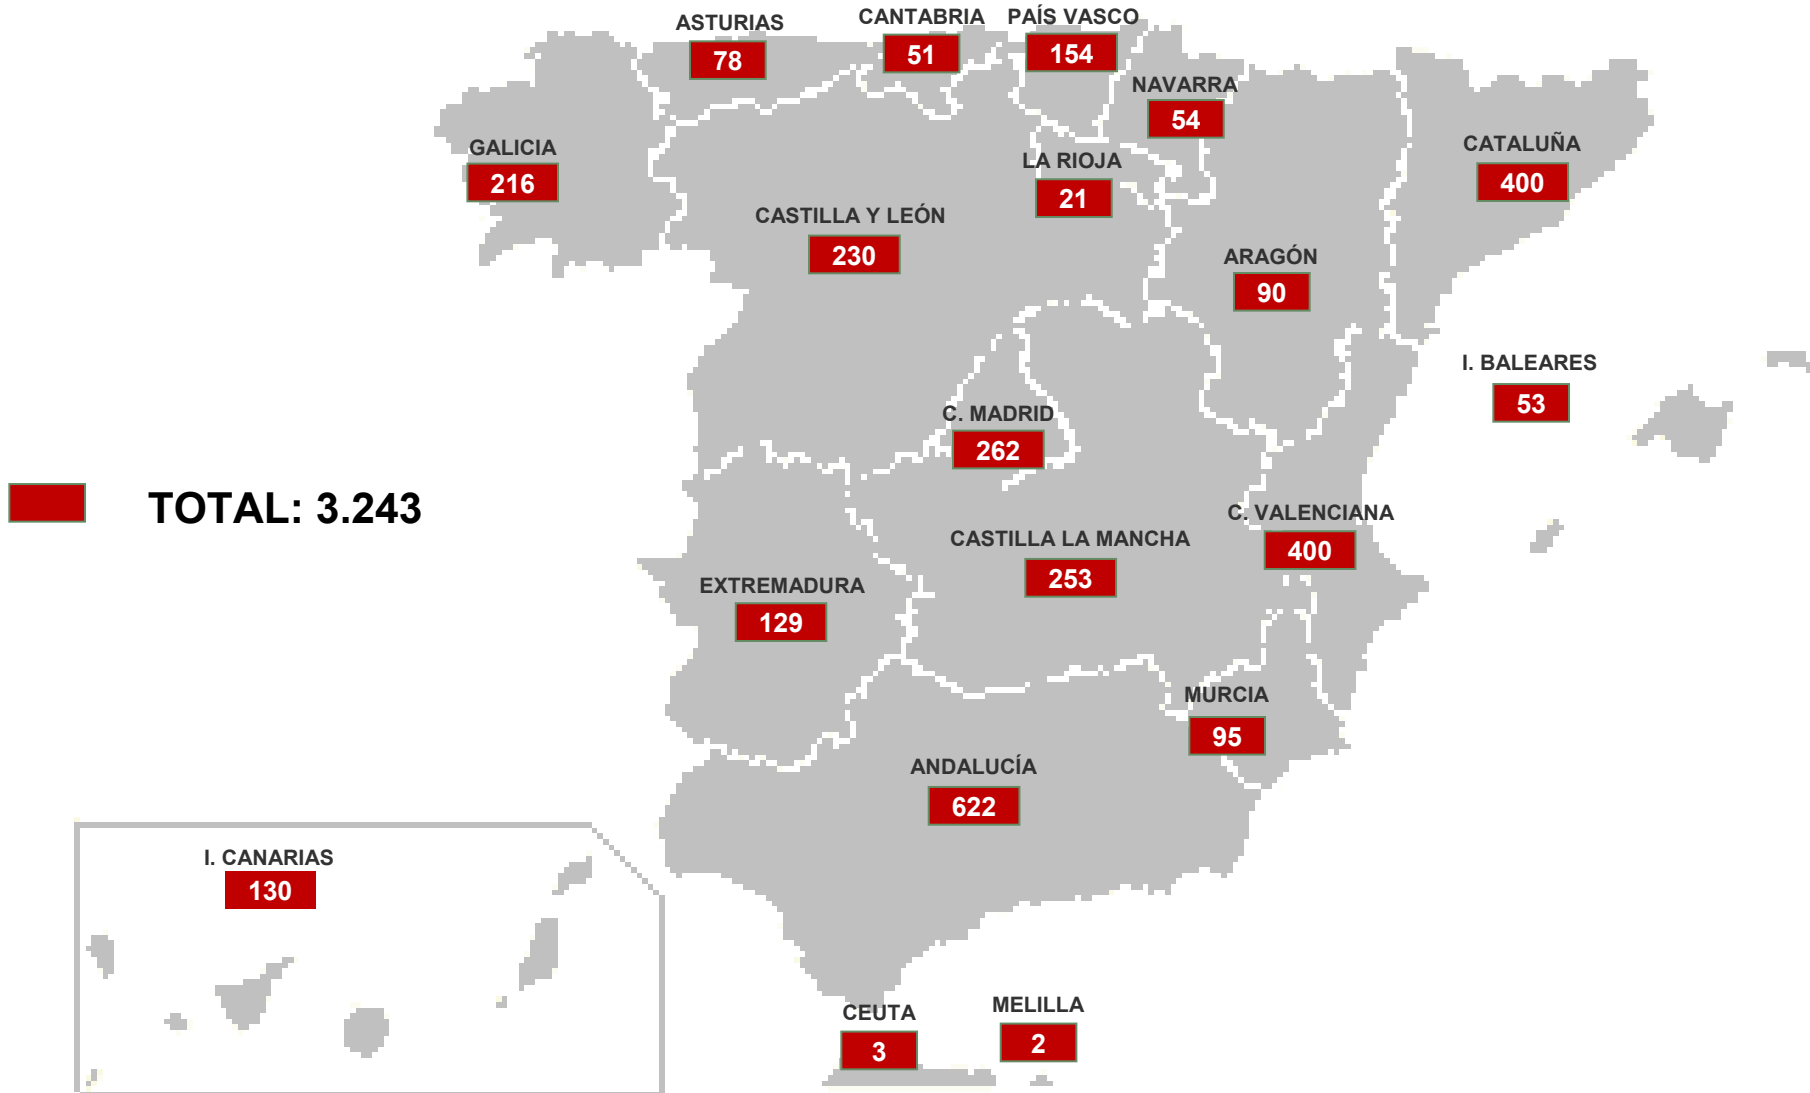 ASTURIAS
78
CANTABRIA
51
PAÍS VASCO
154
NAVARRA
54
GALICIA
216
LA RIOJA
21
CATALUÑA
400
CASTILLA Y LEÓN
230
ARAGÓN
90
I. BALEARES
53
C. MADRID
262
TOTAL: 3.243
C. VALENCIANA
400
CASTILLA LA MANCHA
253
EXTREMADURA
129
MURCIA
95
ANDALUCÍA
622
I. CANARIAS
130
CEUTA
3
MELILLA
2